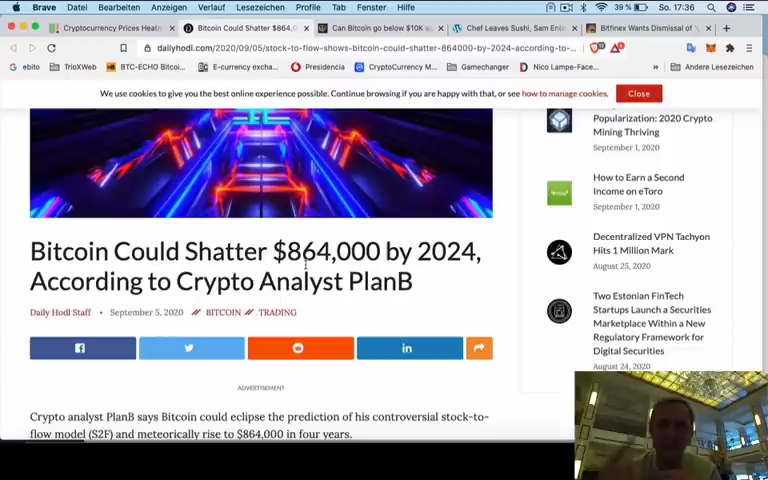 Brave Datei Bearbeiten Anzeigen Verlauf Lesezeichen Profile Tab Fenster Hilfe 39 % So. 17:36
Cryptocurrency Prices Heatm Bitcoin Could Shatter $864,0 Can Bitcoin go below $10K a Chef Leaves Sushi, Sam Ente Bitfinex Wants Dismissal of
dailyhodl.com/2020/09/05/stock-to-flow-shows-bitcoin-could-shatter-864000-by-2024-according-to-...
ebito TrioXWeb BTC-ECHO Bitcoi... E-currency excha... Presidencia CryptoCurrency M... Gamechanger Nico Lampe-Face... » Andere Lesezeichen
We use cookies to give you the best online experience possible. Continue browsing if you are happy with that, or see how to manage cookies. Close
Popularization: 2020 Crypto
Mining Thriving
September 1, 2020
How to Earn a Second
Income on eToro
September 1, 2020
Decentralized VPN Tachyon
Hits 1 Million Mark
August 25, 2020
Two Estonian FinTech
Startups Launch a Securities
Marketplace Within a New
Regulatory Framework for
Digital Securities
August 24, 2020
Bitcoin Could Shatter $864,000 by 2024,
According to Crypto Analyst PlanB
Daily Hodl Staff • September 5, 2020 // BITCOIN // TRADING
ADVERTISEMENT
Crypto analyst PlanB says Bitcoin could eclipse the prediction of his controversial stock-to-
flow model (S2F) and meteorically rise to $864,000 in four years.